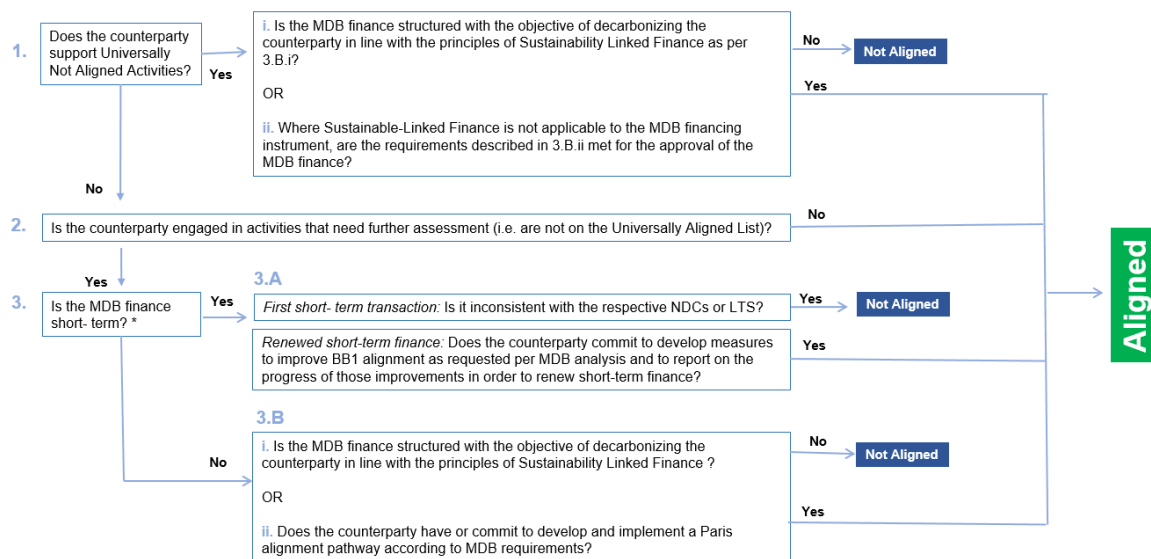 1.
Does the counterparty
support Universally
Not Aligned Activities?
Yes
i. Is the MDB finance structured with the objective of decarbonizing the
counterparty in line with the principles of Sustainability Linked Finance as per
3.B.i?
OR
ii. Where Sustainable-Linked Finance is not applicable to the MDB financing
instrument, are the requirements described in 3.B.ii met for the approval of the
MDB finance?
No
Not Aligned
Yes
No
2.
Is the counterparty engaged in activities that need further assessment (i.e. are not on the Universally Aligned List)?
No
Yes
3.
Is the MDB finance
short- term? *
Yes
3.A
First short- term transaction: Is it inconsistent with the respective NDCs or LTS?
Yes
Not Aligned
Renewed short-term finance: Does the counterparty commit to develop measures
to improve BB1 alignment as requested per MDB analysis and to report on the
progress of those improvements in order to renew short-term finance?
Yes
No
3.B
i. Is the MDB finance structured with the objective of decarbonizing the
counterparty in line with the principles of Sustainability Linked Finance ?
OR
ii. Does the counterparty have or commit to develop and implement a Paris
alignment pathway according to MDB requirements?
No
Not Aligned
Yes
Aligned